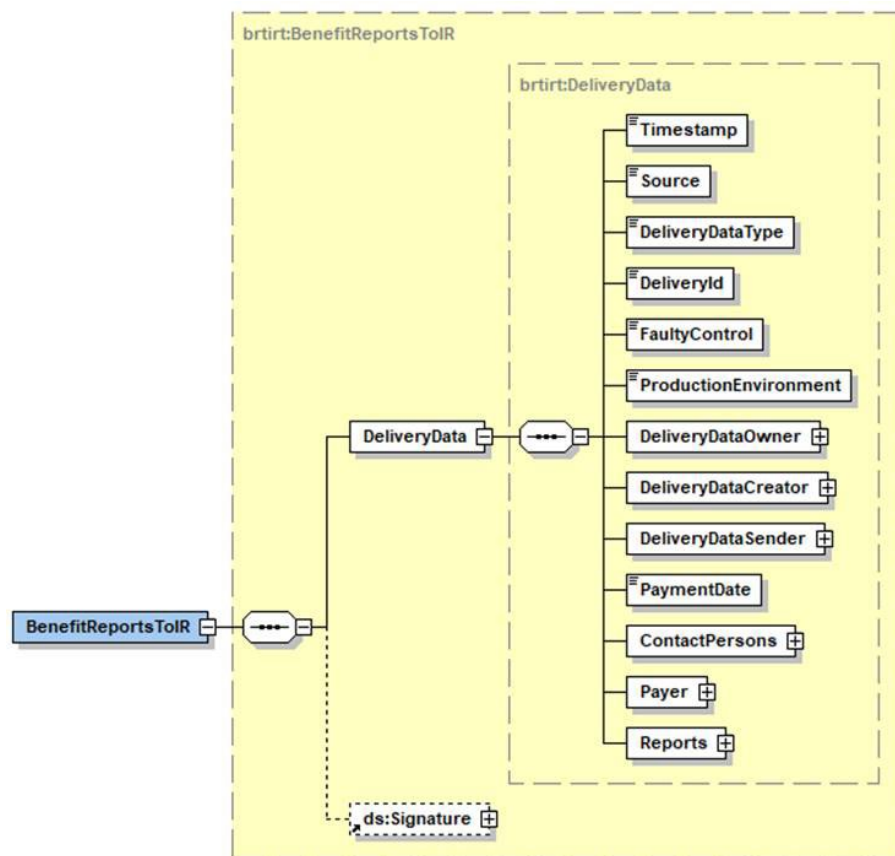 brtirt:BenefitReportsToIR
brtirt:DeliveryData
Timestamp
Source
DeliveryDataType
DeliveryId
FaultyControl
ProductionEnvironment
DeliveryData
DeliveryDataOwner
DeliveryDataCreator
DeliveryDataSender
PaymentDate
BenefitReportsToIR
ContactPersons
Payer
Reports
ds:Signature